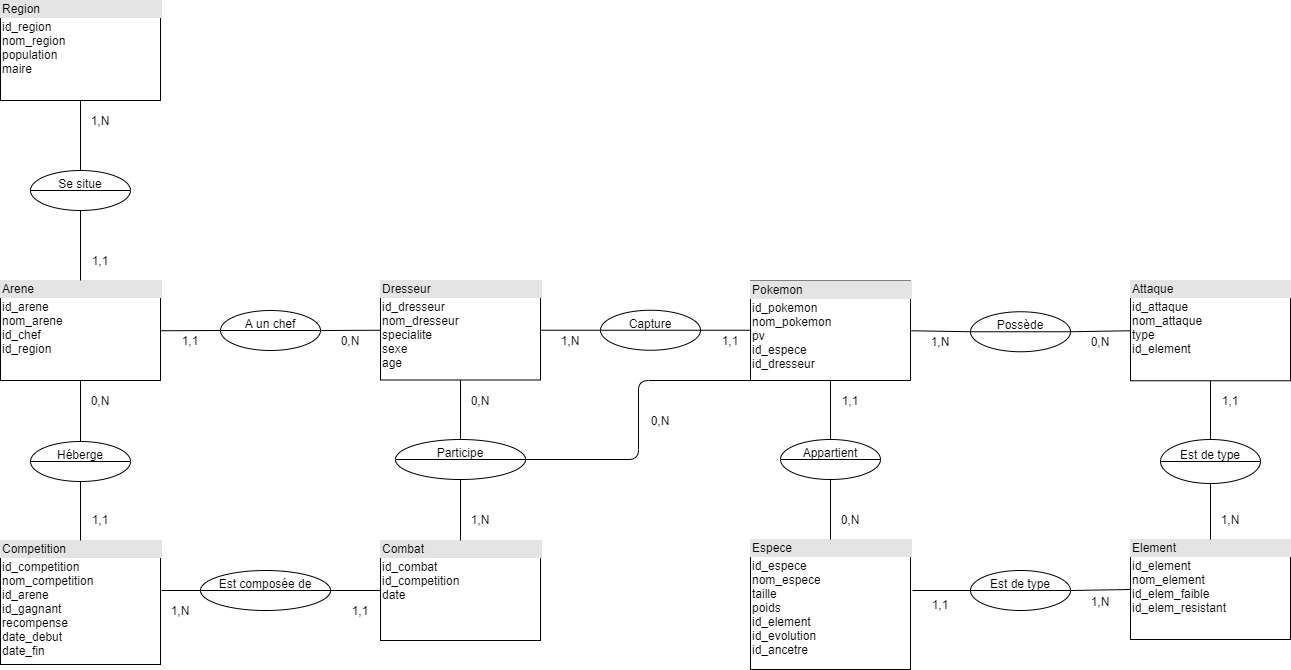 Region
id_region
nom_region
population
maire
1,N
Se situe
1,1
Arene
id_arene
nom_arene
id_chef
id_region
1,1
A un chef
0,N
Dresseur
id_dresseur
nom_dresseur
specialite
sexe
age
1,N
Capture
1,1
Pokemon
id_pokemon
nom_pokemon
pv
id_espece
id_dresseur
1,N
Possède
0,N
Attaque
id_attaque
nom_attaque
type
id_element
0,N
Héberge
1,1
0,N
Participe
0,N
1,N
1,1
Appartient
0,N
1,1
Est de type
1,N
Competition
id_competition
nom_competition
id_arene
id_gagnant
recompense
date_debut
date_fin
1,N
Est composée de
1,1
Combat
id_combat
id_competition
date
Espece
id_espece
nom_espece
taille
poids
id_element
id_evolution
id_ancetre
1,1
Est de type
1,N
Element
id_element
nom_element
id_elem_faible
id_elem_resistant